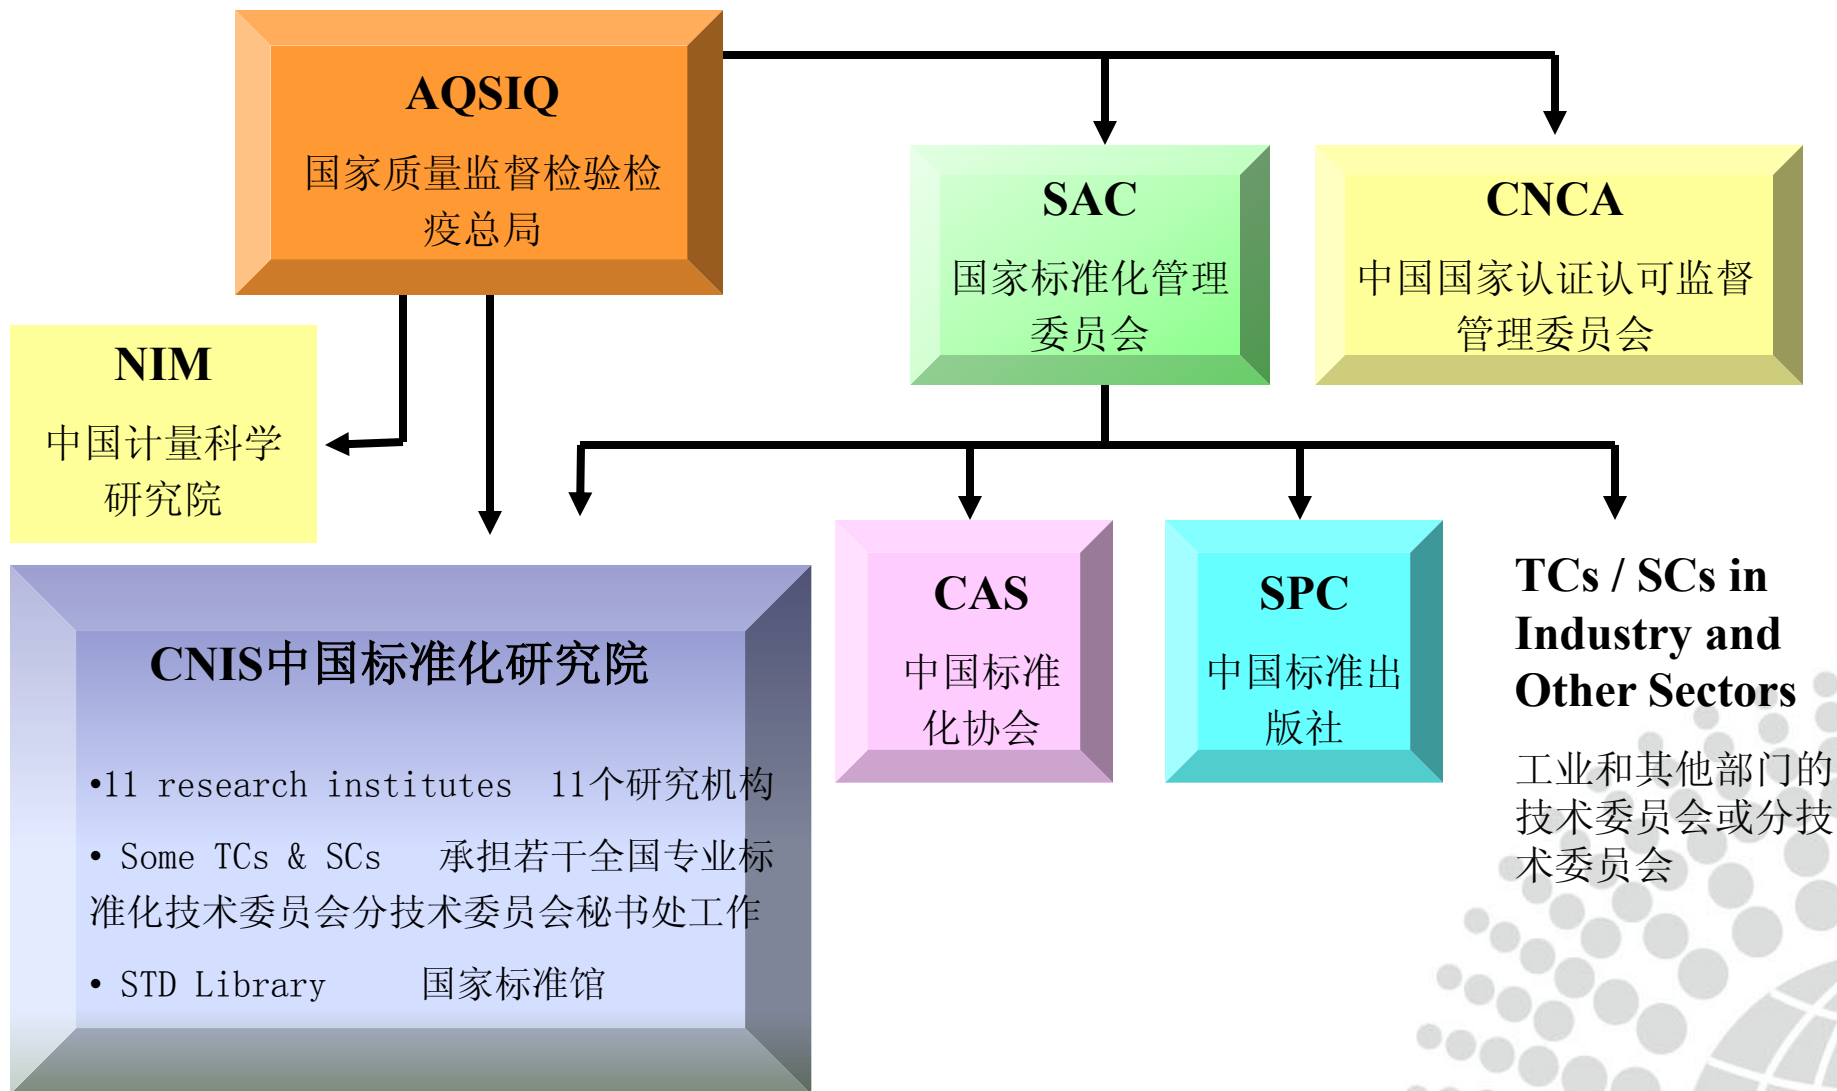 AQSIQ
国家质量监督检验检
疫总局
SAC
国家标准化管理
委员会
CNCA
中国国家认证认可监督
管理委员会
NIM
中国计量科学
研究院
CNIS中国标准化研究院
•11 research institutes 11个研究机构
• Some TCs & SCs 承担若干全国专业标
准化技术委员会分技术委员会秘书处工作
• STD Library 国家标准馆
CAS
中国标准
化协会
SPC
中国标准出
版社
TCs / SCs in
Industry and
Other Sectors
工业和其他部门的
技术委员会或分技
术委员会